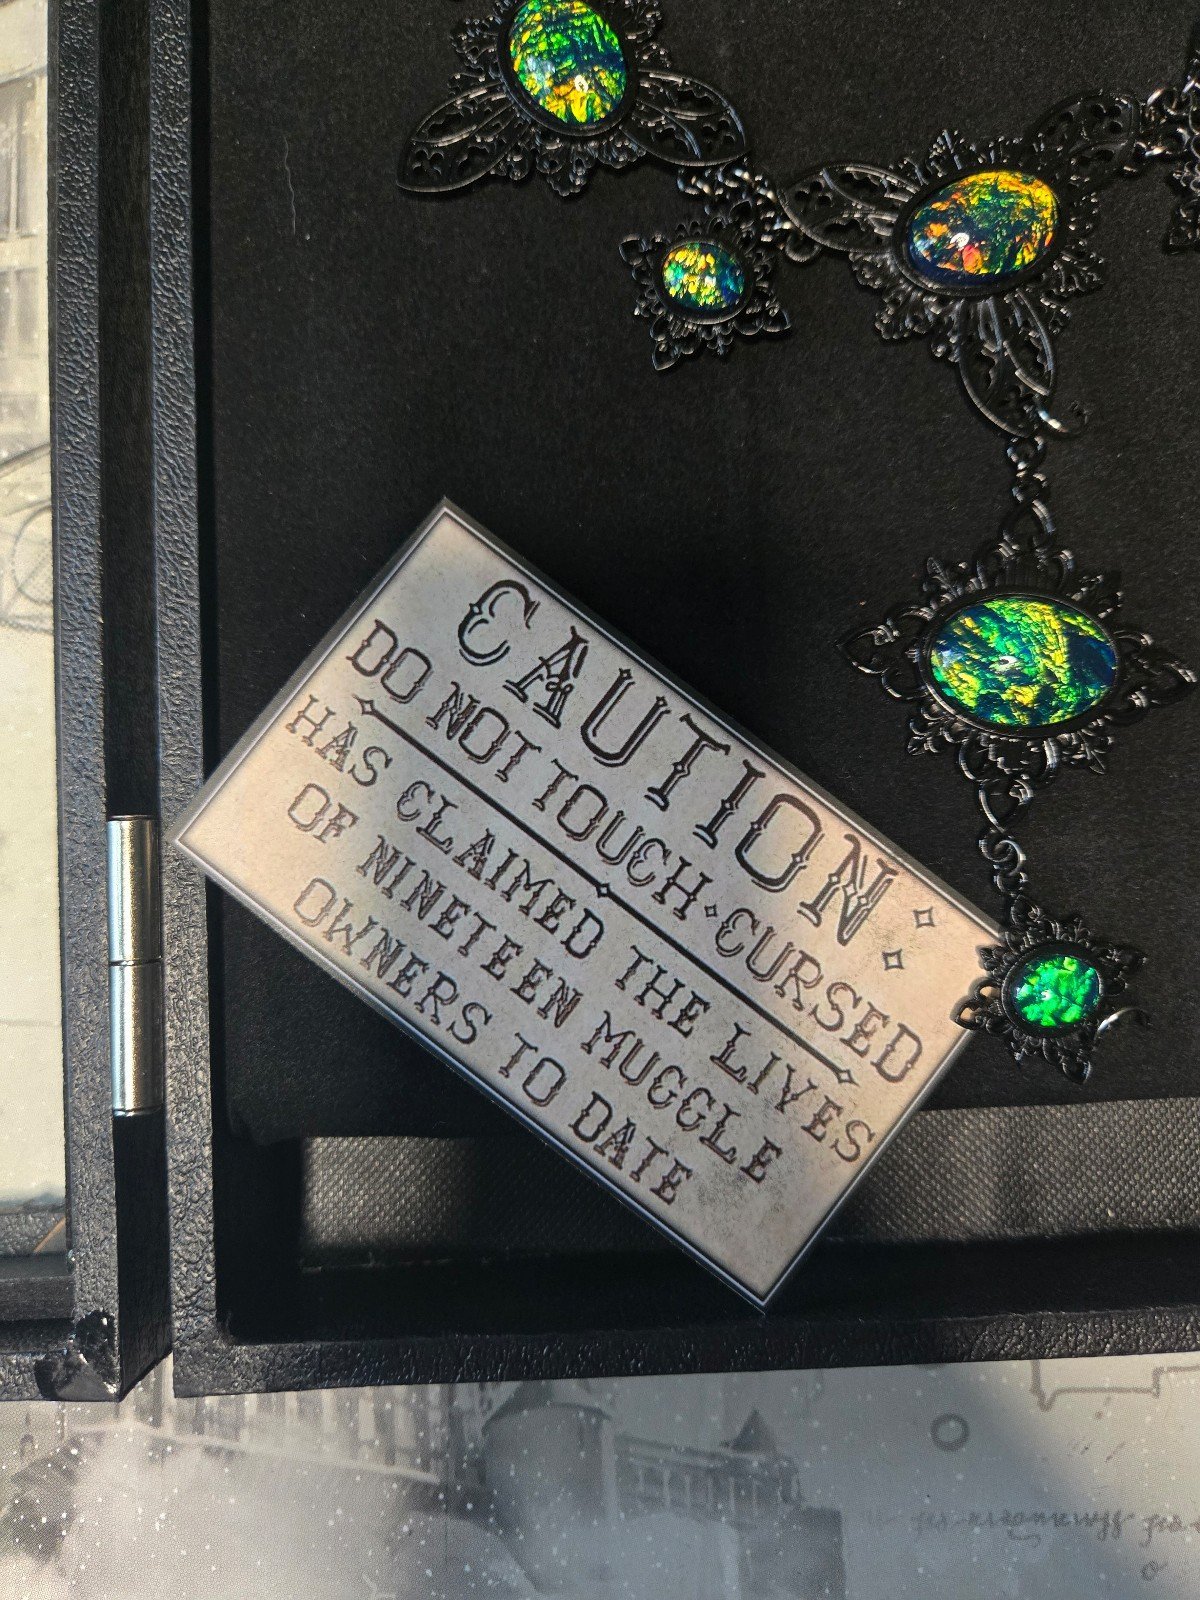 CAUTION
DO NOT TOUCH · CURSED
HAS CLAIMED THE LIVES
OF NINETEEN MUGGLE
OWNERS TO DATE